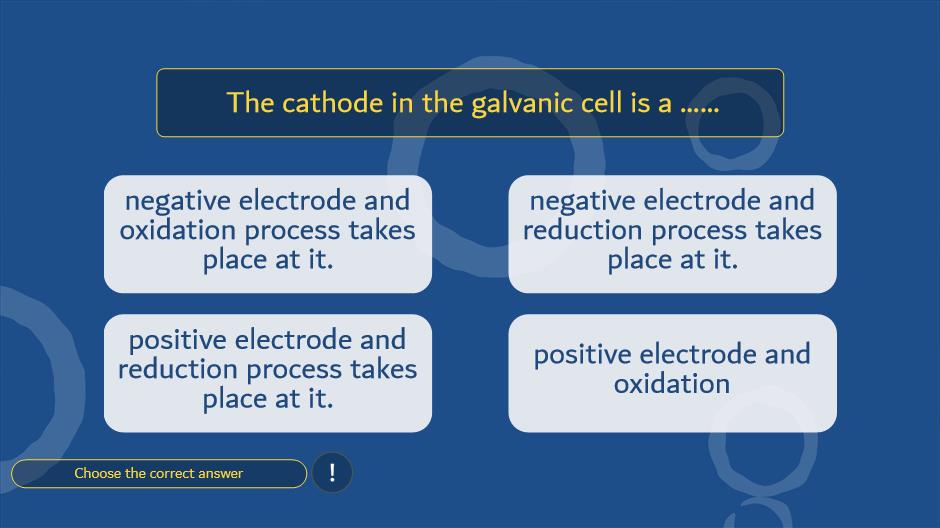 The cathode in the galvanic cell is a ......
negative electrode and
oxidation process takes
place at it.
negative electrode and
reduction process takes
place at it.
positive electrode and
reduction process takes
place at it.
positive electrode and
oxidation
Choose the correct answer
!